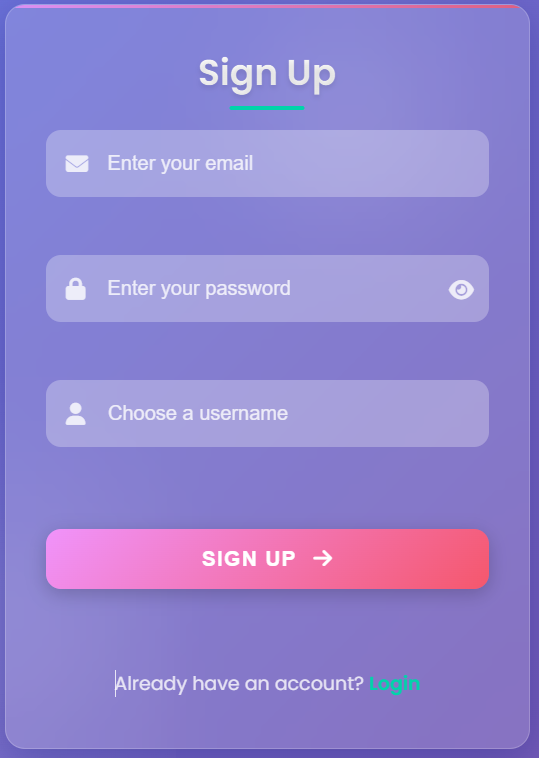 Sign Up
Enter your email
Enter your password
Choose a username
SIGN UP
Already have an account? Login